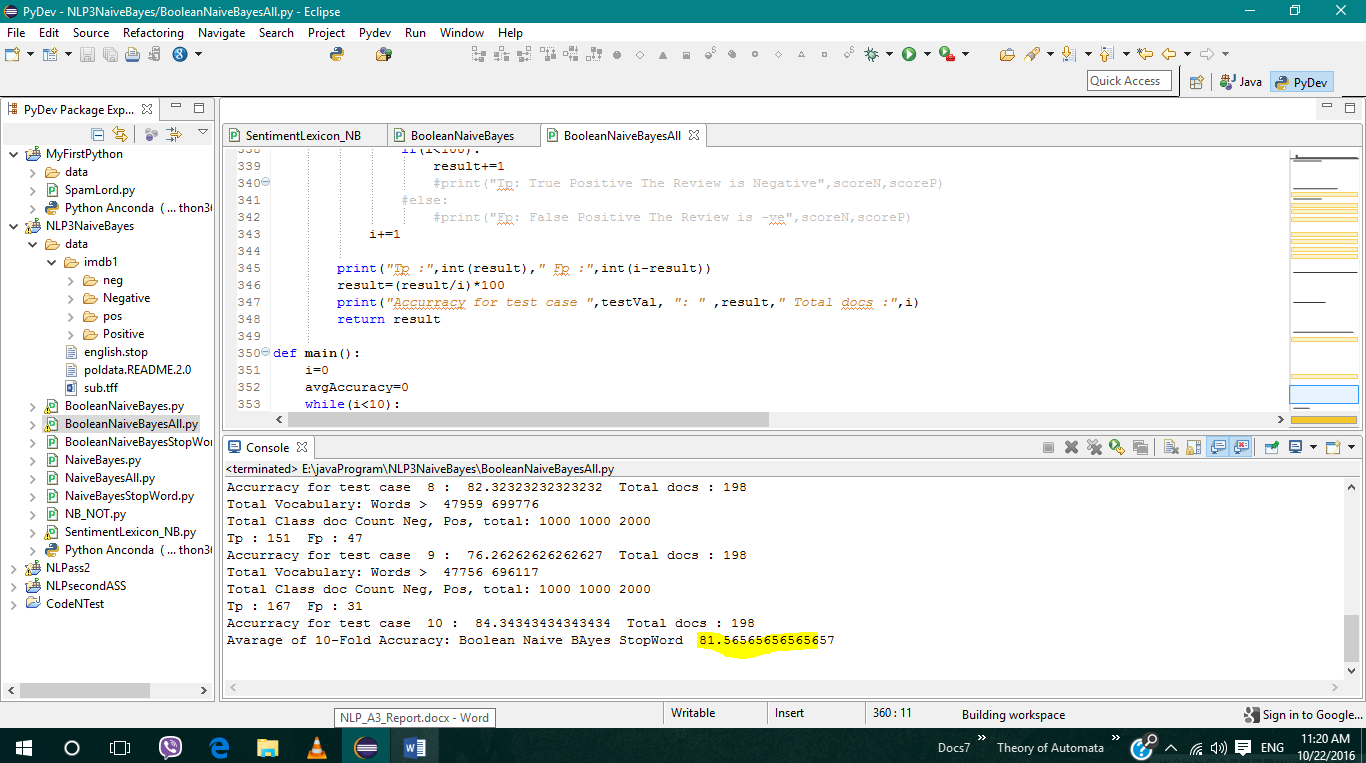 PyDev - NLP3NaiveBayes/BooleanNaiveBayesAll.py - Eclipse
File Edit Source Refactoring Navigate Search Project Pydev Run Window Help
Quick Access
Java
PyDev
PyDev Package Exp...
MyFirstPython
data
SpamLord.py
Python Anconda ( ... thon36
NLP3NaiveBayes
data
imdb1
neg
Negative
pos
Positive
english.stop
poldata.README.2.0
sub.tff
BooleanNaiveBayes.py
BooleanNaiveBayesAll.py
BooleanNaiveBayesStopWor
NaiveBayes.py
NaiveBayesAll.py
NaiveBayesStopWord.py
NB_NOT.py
SentimentLexicon_NB.py
Python Anconda ( ... thon36
NLPass2
NLPsecondASS
CodeNTest
SentimentLexicon_NB
BooleanNaiveBayes
BooleanNaiveBayesAll
338 if(i<100):
339 result+=1
340 #print("Tp: True Positive The Review is Negative",scoreN,scoreP)
341 #else:
342 #print("Fp: False Positive The Review is -ve",scoreN,scoreP)
343 i+=1
344
345 print("Tp :",int(result)," Fp :",int(i-result))
346 result=(result/i)*100
347 print("Accurracy for test case ",testVal, ": " ,result," Total docs :",i)
348 return result
349
350 def main():
351 i=0
352 avgAccuracy=0
353 while(i<10):
Console
<terminated> E:\javaProgram\NLP3NaiveBayes\BooleanNaiveBayesAll.py
Accurracy for test case 8 : 82.32323232323232 Total docs : 198
Total Vocabulary: Words > 47959 699776
Total Class doc Count Neg, Pos, total: 1000 1000 2000
Tp : 151 Fp : 47
Accurracy for test case 9 : 76.26262626262627 Total docs : 198
Total Vocabulary: Words > 47756 696117
Total Class doc Count Neg, Pos, total: 1000 1000 2000
Tp : 167 Fp : 31
Accurracy for test case 10 : 84.34343434343434 Total docs : 198
Avarage of 10-Fold Accuracy: Boolean Naive BAyes StopWord 81.56565656565657
NLP_A3_Report.docx - Word
Writable
Insert
360 : 11
Building workspace
Sign in to Google...
Docs7
Theory of Automata
ENG
11:20 AM
10/22/2016